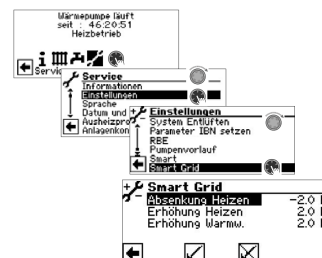 Wärmepumpe läuft
seit : 46:20:51
Heizbetrieb
Service
Informationen
Einstellungen
Sprache
Datum und
Ausheizpro
Anlagenkon
Einstellungen
System Entlüften
Parameter IBN setzen
RBE
Pumpenvorlauf
Smart
Smart Grid
Smart Grid
Absenkung Heizen -2.0
Erhöhung Heizen 2.0
Erhöhung Warmw. 2.0